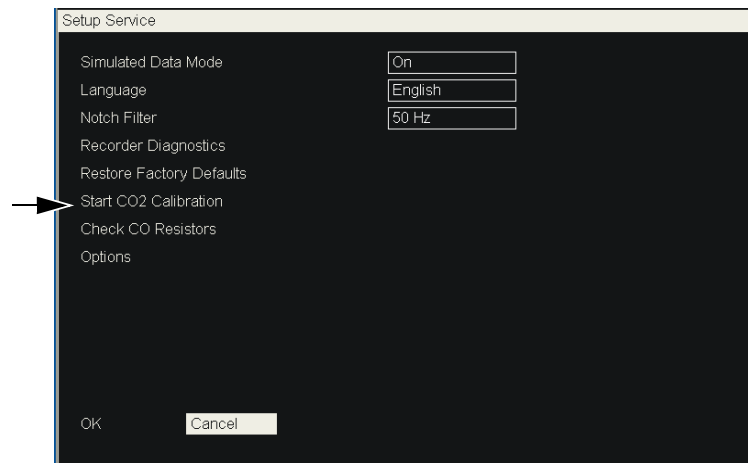 Setup Service
Simulated Data Mode On
Language English
Notch Filter 50 Hz
Recorder Diagnostics
Restore Factory Defaults
Start CO2 Calibration
Check CO Resistors
Options
OK Cancel